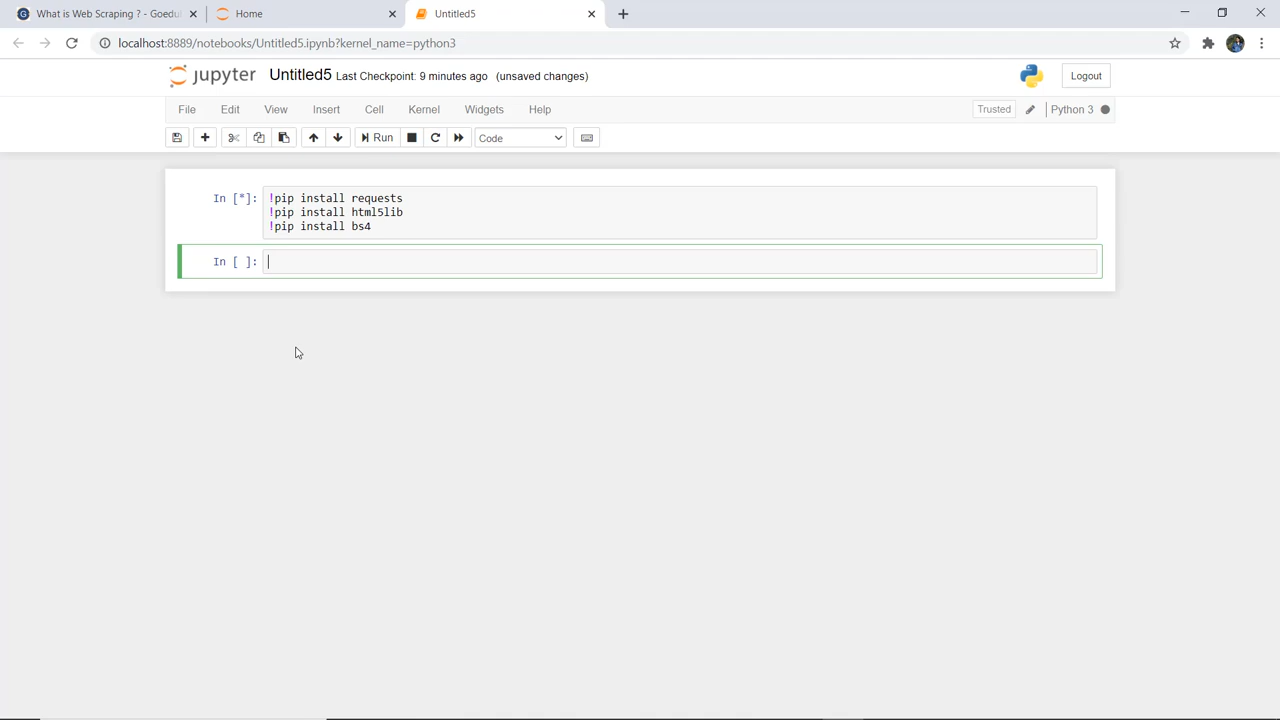 What is Web Scraping ? - Goedul
Home
Untitled5
localhost:8889/notebooks/Untitled5.ipynb?kernel_name=python3
jupyter Untitled5 Last Checkpoint: 9 minutes ago (unsaved changes)
Logout
File Edit View Insert Cell Kernel Widgets Help
Trusted
Python 3
Run
Code
In [*]:
!pip install requests
!pip install html5lib
!pip install bs4
In [ ]: